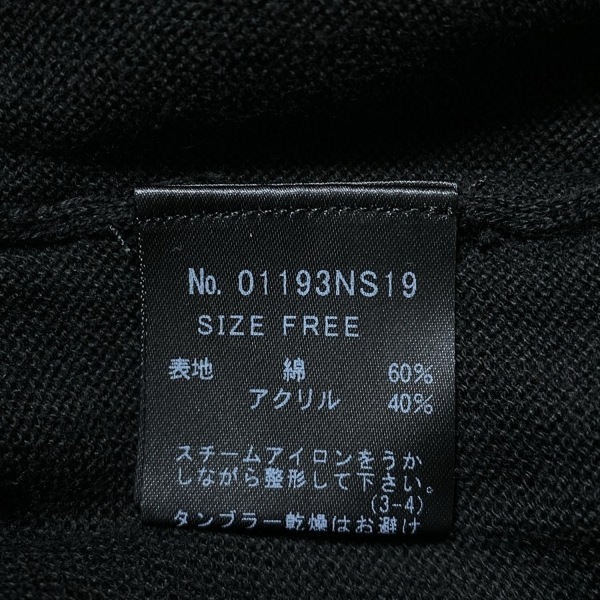 No. 01193NS19
SIZE FREE
表地 綿 60%
アクリル 40%
スチームアイロンをうか
しながら整形して下さい。
(3-4)
タンブラー乾燥はお避け